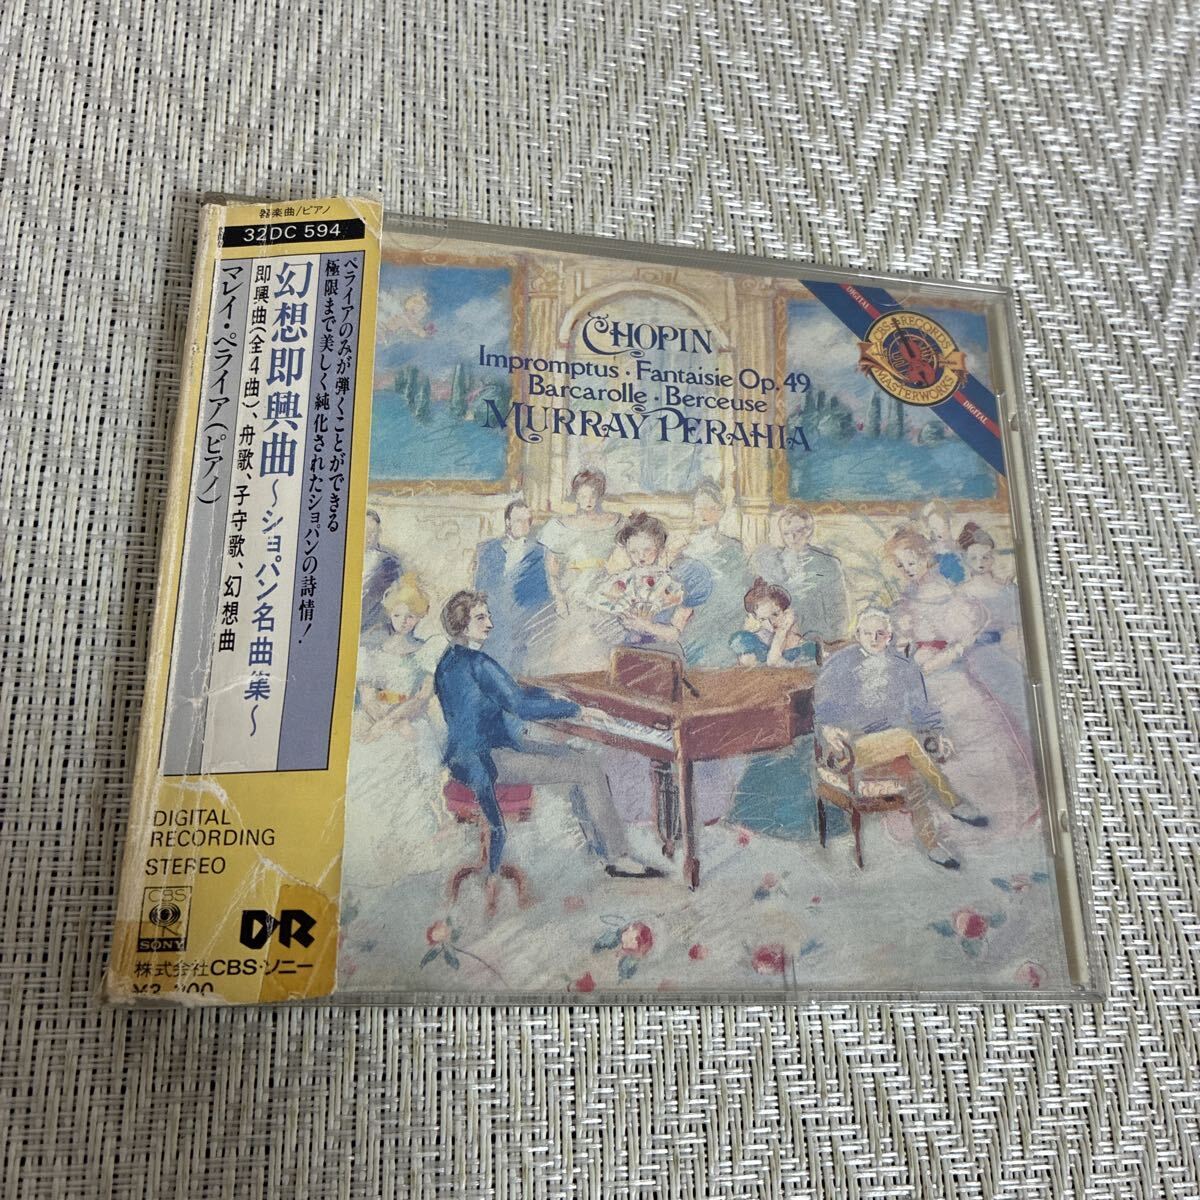 器楽曲/ピアノ
32DC 594
ペライアのみが弾くことができる
極限まで美しく純化されたショパンの詩情!
幻想即興曲〜ショパン名曲集〜
即興曲(全4曲)、舟歌、子守歌、幻想曲
マレイ・ペライア(ピアノ)
DIGITAL
RECORDING
STEREO
CBS
SONY
DR
株式会社CBS・ソニー
CHOPIN
Impromptus · Fantaisie Op. 49
Barcarolle · Berceuse
MURRAY PERAHIA
DIGITAL
CBS RECORDS
MASTERWORKS
DIGITAL